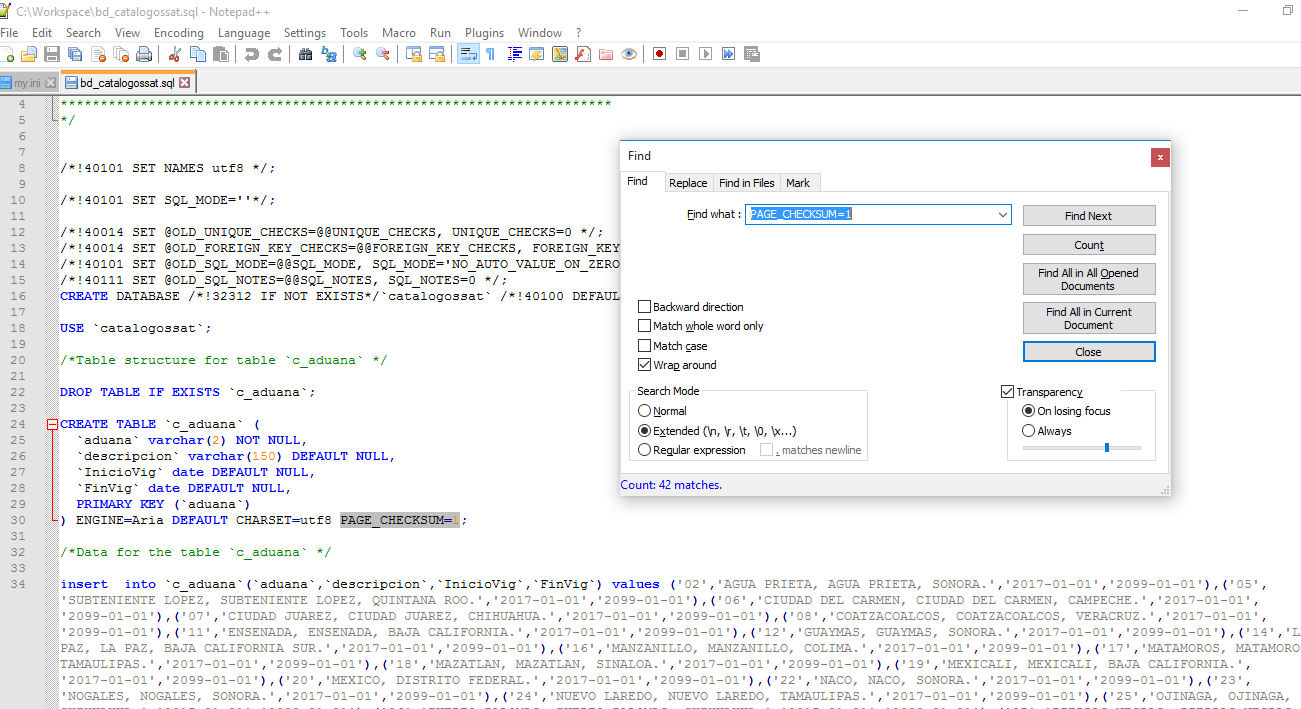 C:\Workspace\bd_catalogossat.sql - Notepad++
File Edit Search View Encoding Language Settings Tools Macro Run Plugins Window ?
my.ini bd_catalogossat.sql
4 **********************************************************************
5 */
6
7
8 /*!40101 SET NAMES utf8 */;
9
10 /*!40101 SET SQL_MODE=''*/;
11
12 /*!40014 SET @OLD_UNIQUE_CHECKS=@@UNIQUE_CHECKS, UNIQUE_CHECKS=0 */;
13 /*!40014 SET @OLD_FOREIGN_KEY_CHECKS=@@FOREIGN_KEY_CHECKS, FOREIGN_KEY
14 /*!40101 SET @OLD_SQL_MODE=@@SQL_MODE, SQL_MODE='NO_AUTO_VALUE_ON_ZERO
15 /*!40111 SET @OLD_SQL_NOTES=@@SQL_NOTES, SQL_NOTES=0 */;
16 CREATE DATABASE /*!32312 IF NOT EXISTS*/`catalogossat` /*!40100 DEFAUL
17
18 USE `catalogossat`;
19
20 /*Table structure for table `c_aduana` */
21
22 DROP TABLE IF EXISTS `c_aduana`;
23
24 CREATE TABLE `c_aduana` (
25 `aduana` varchar(2) NOT NULL,
26 `descripcion` varchar(150) DEFAULT NULL,
27 `InicioVig` date DEFAULT NULL,
28 `FinVig` date DEFAULT NULL,
29 PRIMARY KEY (`aduana`)
30 ) ENGINE=Aria DEFAULT CHARSET=utf8 PAGE_CHECKSUM=1;
31
32 /*Data for the table `c_aduana` */
33
34 insert into `c_aduana`(`aduana`,`descripcion`,`InicioVig`,`FinVig`) values ('02','AGUA PRIETA, AGUA PRIETA, SONORA.','2017-01-01','2099-01-01'),('05',
'SUBTENIENTE LOPEZ, SUBTENIENTE LOPEZ, QUINTANA ROO.','2017-01-01','2099-01-01'),('06','CIUDAD DEL CARMEN, CIUDAD DEL CARMEN, CAMPECHE.','2017-01-01',
'2099-01-01'),('07','CIUDAD JUAREZ, CIUDAD JUAREZ, CHIHUAHUA.','2017-01-01','2099-01-01'),('08','COATZACOALCOS, COATZACOALCOS, VERACRUZ.','2017-01-01',
'2099-01-01'),('11','ENSENADA, ENSENADA, BAJA CALIFORNIA.','2017-01-01','2099-01-01'),('12','GUAYMAS, GUAYMAS, SONORA.','2017-01-01','2099-01-01'),('14','L
PAZ, LA PAZ, BAJA CALIFORNIA SUR.','2017-01-01','2099-01-01'),('16','MANZANILLO, MANZANILLO, COLIMA.','2017-01-01','2099-01-01'),('17','MATAMOROS, MATAMORO
TAMAULIPAS.','2017-01-01','2099-01-01'),('18','MAZATLAN, MAZATLAN, SINALOA.','2017-01-01','2099-01-01'),('19','MEXICALI, MEXICALI, BAJA CALIFORNIA.',
'2017-01-01','2099-01-01'),('20','MEXICO, DISTRITO FEDERAL.','2017-01-01','2099-01-01'),('22','NACO, NACO, SONORA.','2017-01-01','2099-01-01'),('23',
'NOGALES, NOGALES, SONORA.','2017-01-01','2099-01-01'),('24','NUEVO LAREDO, NUEVO LAREDO, TAMAULIPAS.','2017-01-01','2099-01-01'),('25','OJINAGA, OJINAGA,
Find
Find Replace Find in Files Mark
Find what : PAGE_CHECKSUM=1
Find Next
Count
Find All in All Opened
Documents
Find All in Current
Document
Close
Backward direction
Match whole word only
Match case
Wrap around
Search Mode
Normal
Extended (\n, \r, \t, \0, \x...)
Regular expression
. matches newline
Transparency
On losing focus
Always
Count: 42 matches.